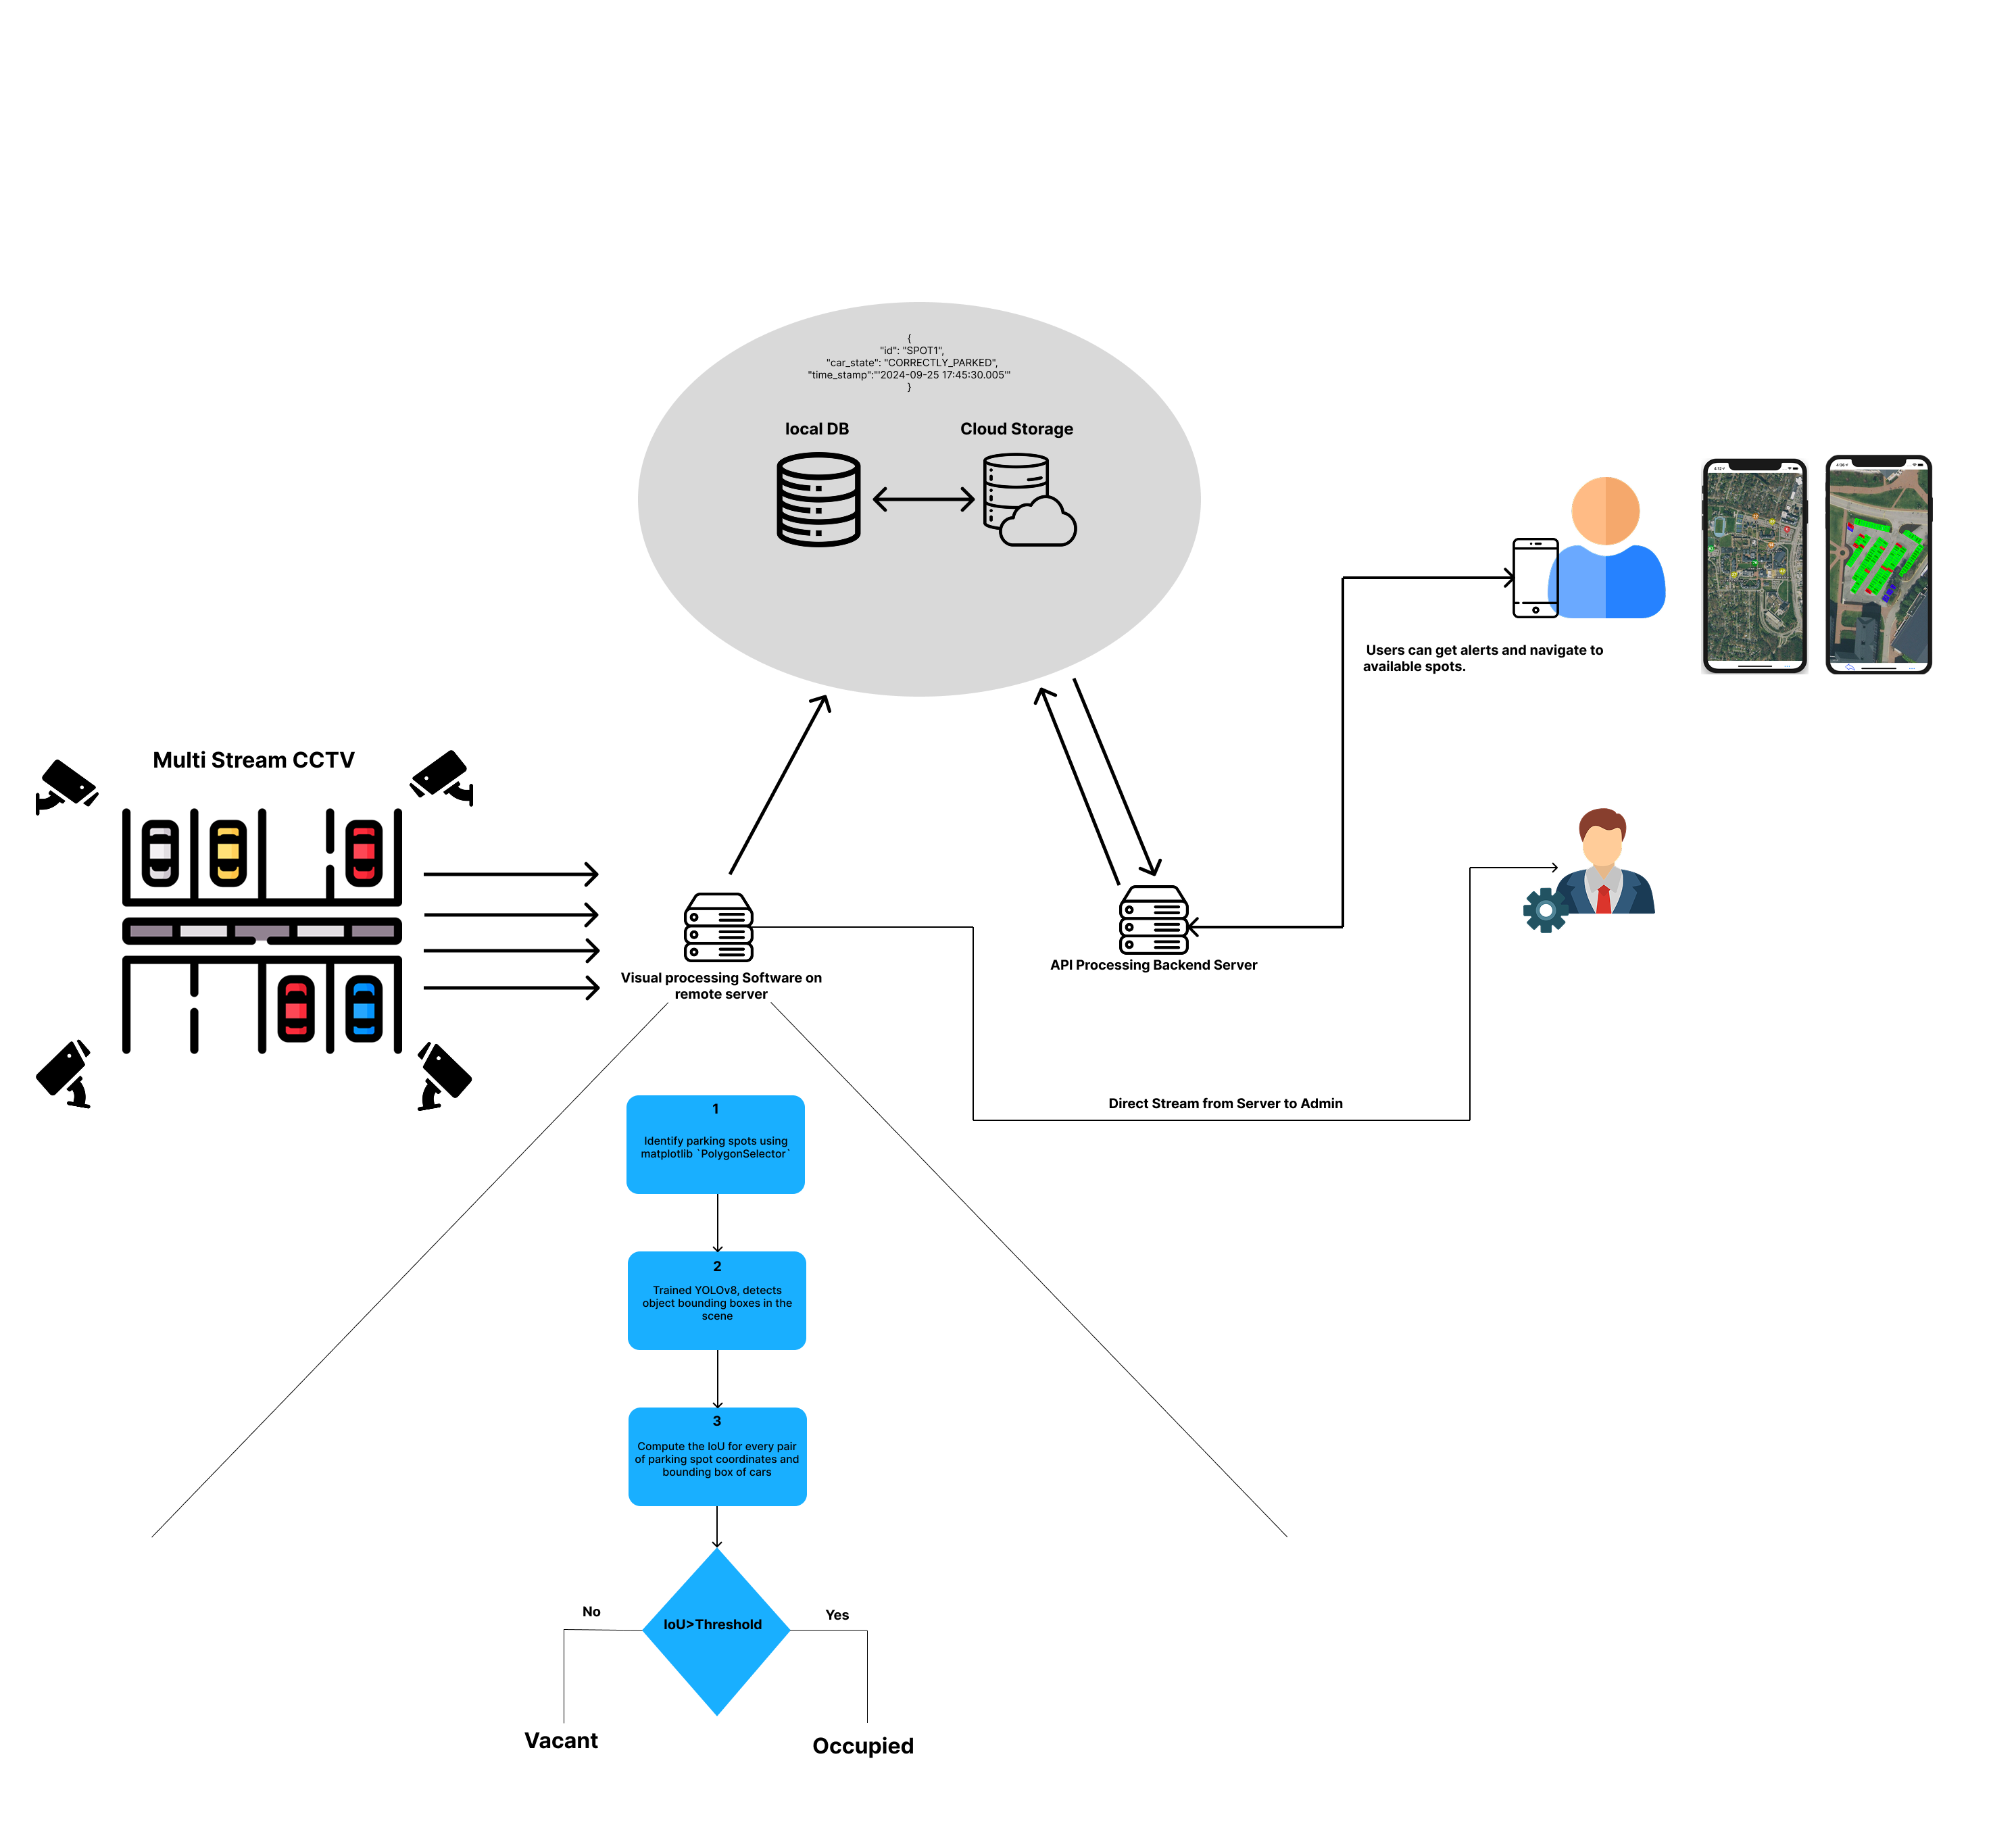 {
"id": "SPOT1",
"car_state": "CORRECTLY_PARKED",
"time_stamp":"'2024-09-25 17:45:30.005'"
}
local DB
Cloud Storage
Users can get alerts and navigate to
available spots.
Multi Stream CCTV
Visual processing Software on
remote server
API Processing Backend Server
Direct Stream from Server to Admin
1
Identify parking spots using
matplotlib `PolygonSelector`
2
Trained YOLOv8, detects
object bounding boxes in the
scene
3
Compute the IoU for every pair
of parking spot coordinates and
bounding box of cars
IoU>Threshold
No
Yes
Vacant
Occupied